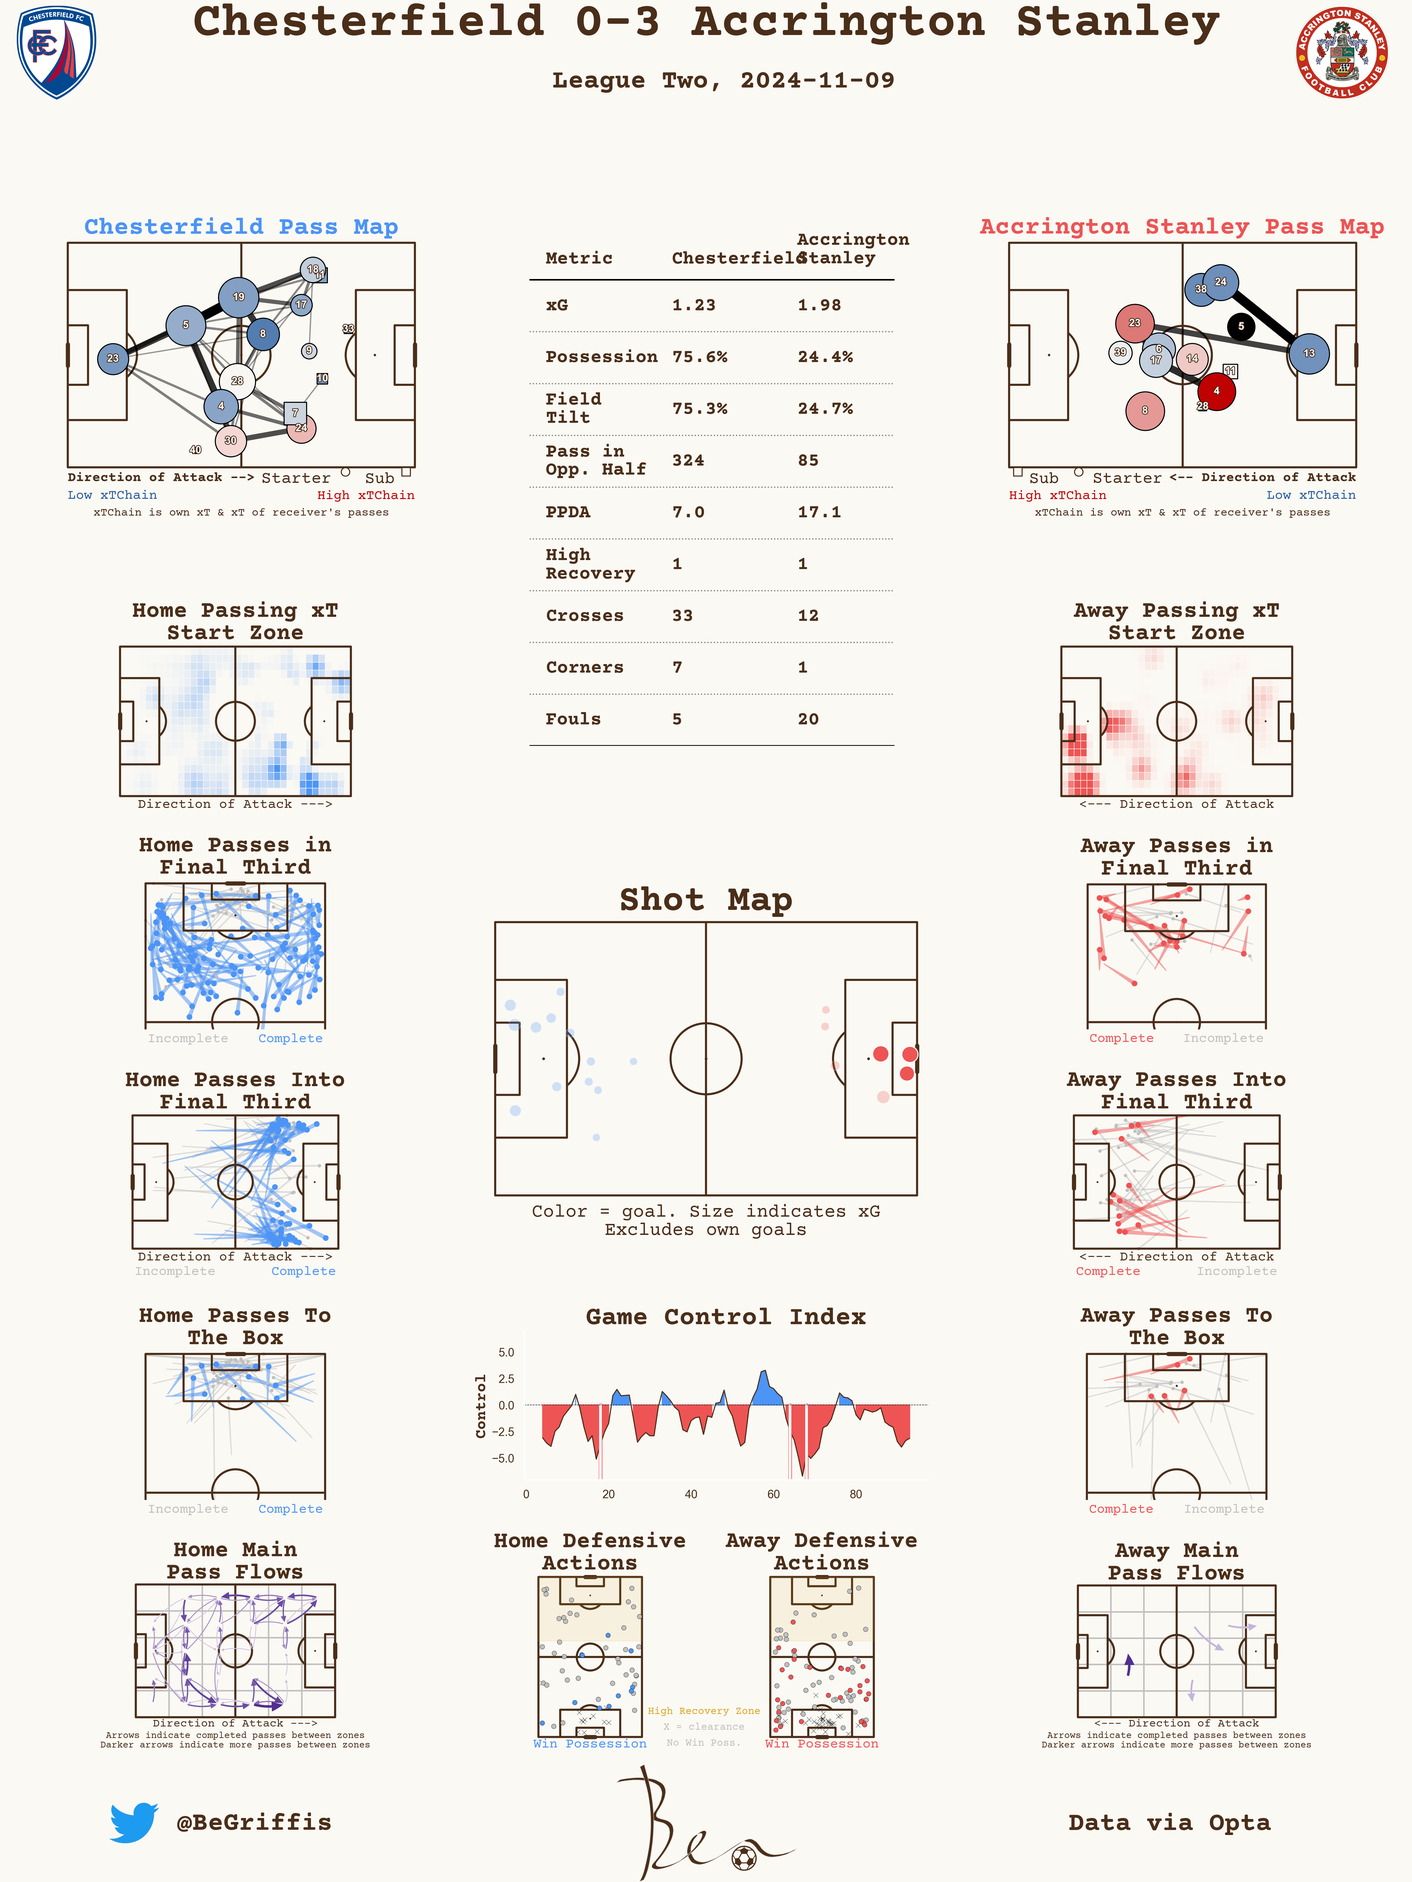 Chesterfield 0-3 Accrington Stanley
League Two, 2024-11-09
CHESTERFIELD FC
ACCRINGTON STANLEY
FOOTBALL CLUB
Chesterfield Pass Map
18
11
19
17
5
8
33
23
9
28
10
4
7
24
30
40
Direction of Attack --> Starter Sub
Low xTChain High xTChain
xTChain is own xT & xT of receiver's passes
Metric Chesterfield Accrington Stanley
xG 1.23 1.98
Possession 75.6% 24.4%
Field Tilt 75.3% 24.7%
Pass in Opp. Half 324 85
PPDA 7.0 17.1
High Recovery 1 1
Crosses 33 12
Corners 7 1
Fouls 5 20
Accrington Stanley Pass Map
38
24
23
5
39
6
17
14
13
11
4
28
8
Sub Starter <-- Direction of Attack
High xTChain Low xTChain
xTChain is own xT & xT of receiver's passes
Home Passing xT
Start Zone
Direction of Attack --->
Away Passing xT
Start Zone
<--- Direction of Attack
Home Passes in
Final Third
Incomplete Complete
Away Passes in
Final Third
Complete Incomplete
Shot Map
Color = goal. Size indicates xG
Excludes own goals
Home Passes Into
Final Third
Direction of Attack --->
Incomplete Complete
Away Passes Into
Final Third
<--- Direction of Attack
Complete Incomplete
Home Passes To
The Box
Incomplete Complete
Game Control Index
Control
5.0
2.5
0.0
−2.5
−5.0
0 20 40 60 80
Away Passes To
The Box
Complete Incomplete
Home Main
Pass Flows
Direction of Attack --->
Arrows indicate completed passes between zones
Darker arrows indicate more passes between zones
Home Defensive
Actions
Win Possession
High Recovery Zone
X = clearance
No Win Poss.
Away Defensive
Actions
Win Possession
Away Main
Pass Flows
<--- Direction of Attack
Arrows indicate completed passes between zones
Darker arrows indicate more passes between zones
@BeGriffis
Ben
Data via Opta